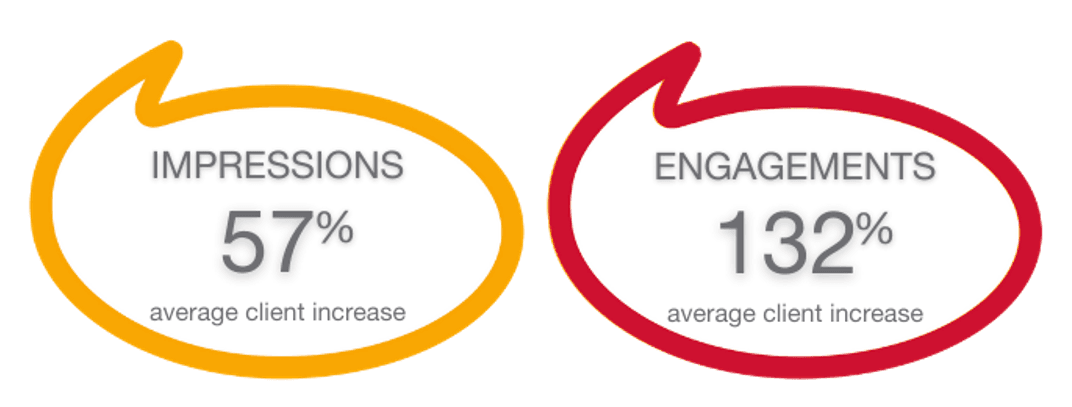 IMPRESSIONS
57%
average client increase
ENGAGEMENTS
132%
average client increase